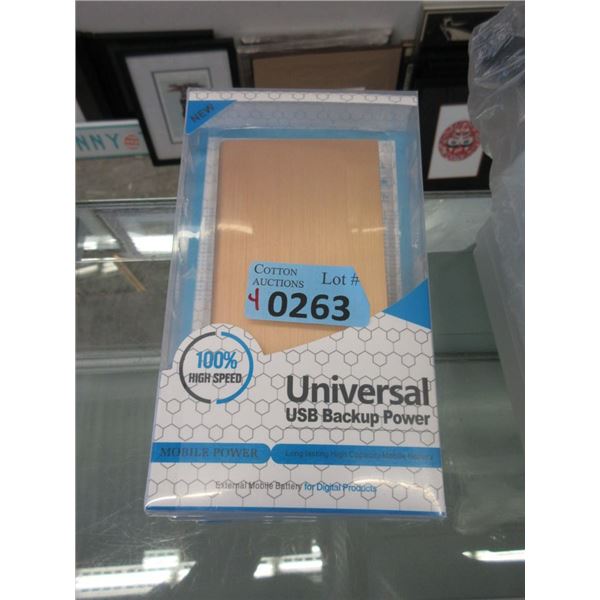 NEW
NNY
COTTON
AUCTIONS
Lot #
4 0263
100%
HIGH SPEED
Universal
USB Backup Power
MOBILE POWER
Long lasting High Capacity Mobile
External Mobile Battery for Digital Products